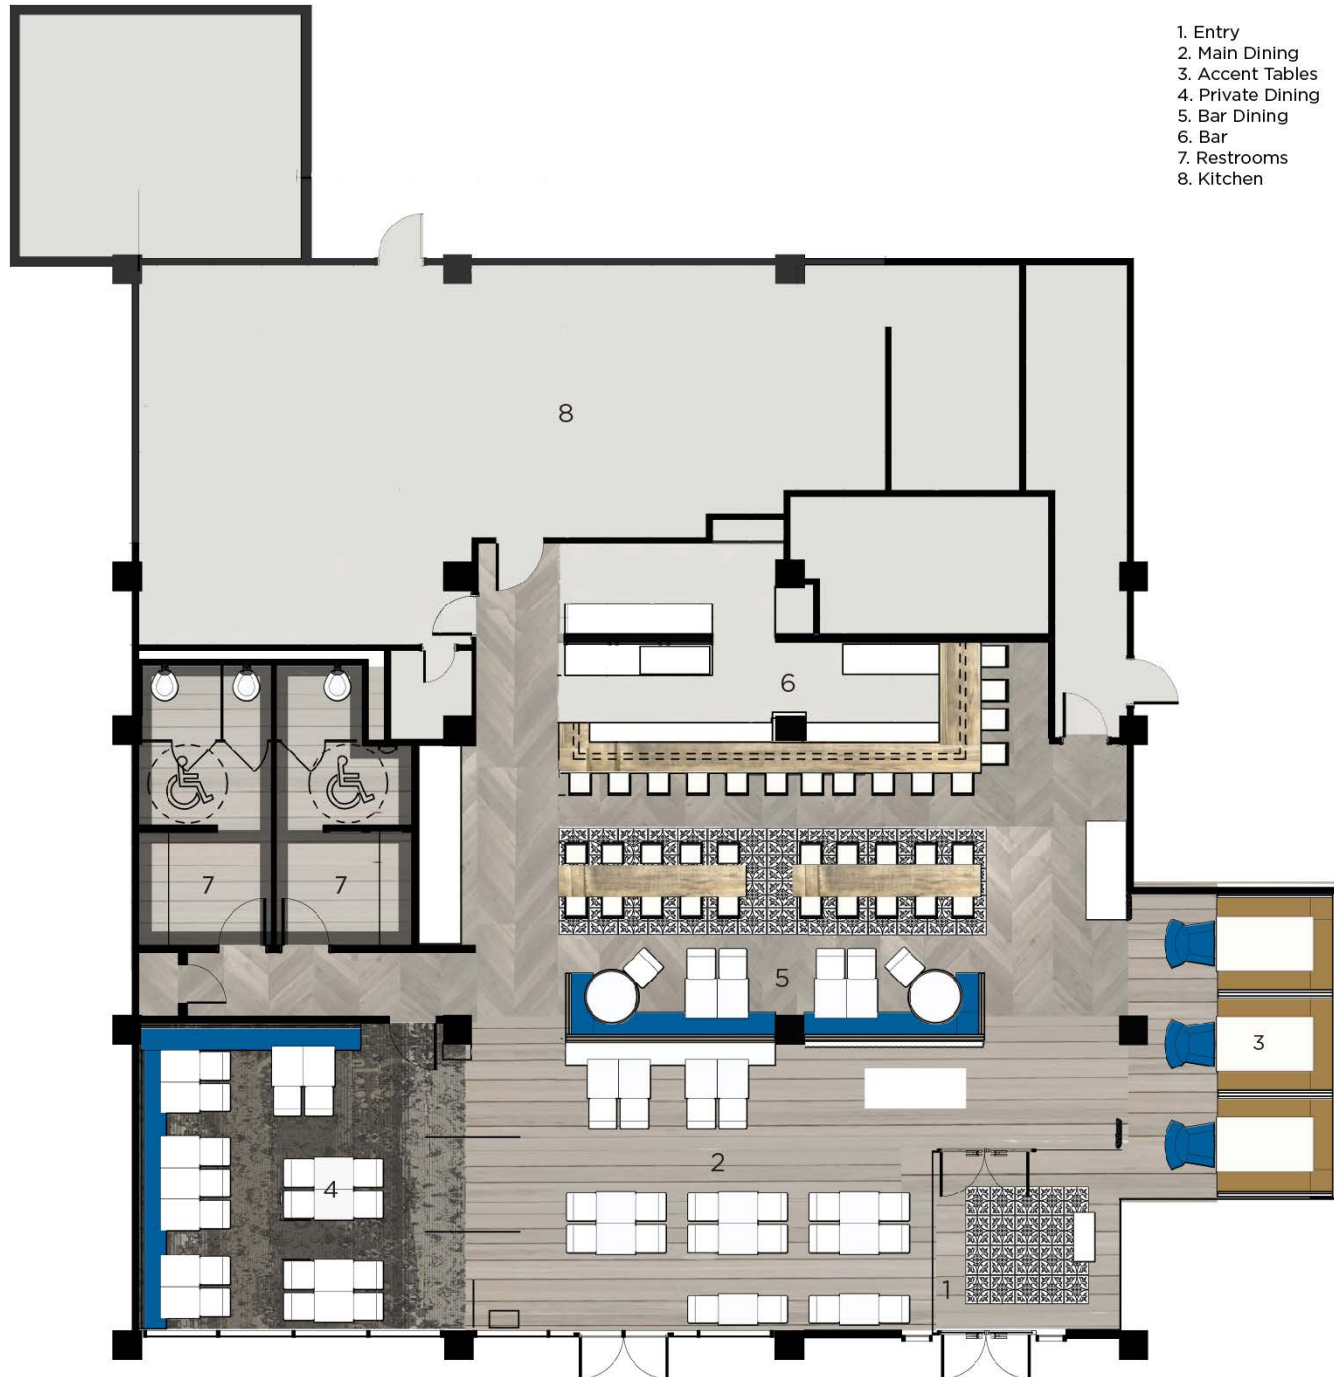 1. Entry
2. Main Dining
3. Accent Tables
4. Private Dining
5. Bar Dining
6. Bar
7. Restrooms
8. Kitchen
8
6
7
7
5
3
2
4
1